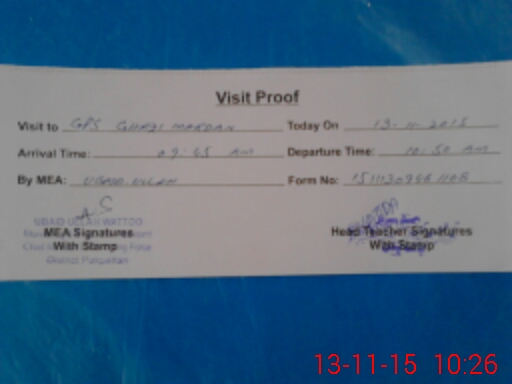 Visit Proof
Visit to GPS GHAZI MARDAN Today On 13-11-2015
Arrival Time: 09:45 AM Departure Time: 10:50 AM
By MEA: UBAID ULLAH Form No:
UBAID ULLAH WATTOO
MEA Signatures Head Teacher Signatures
With Stamp With Stamp
District Pakpattan
13-11-15 10:26